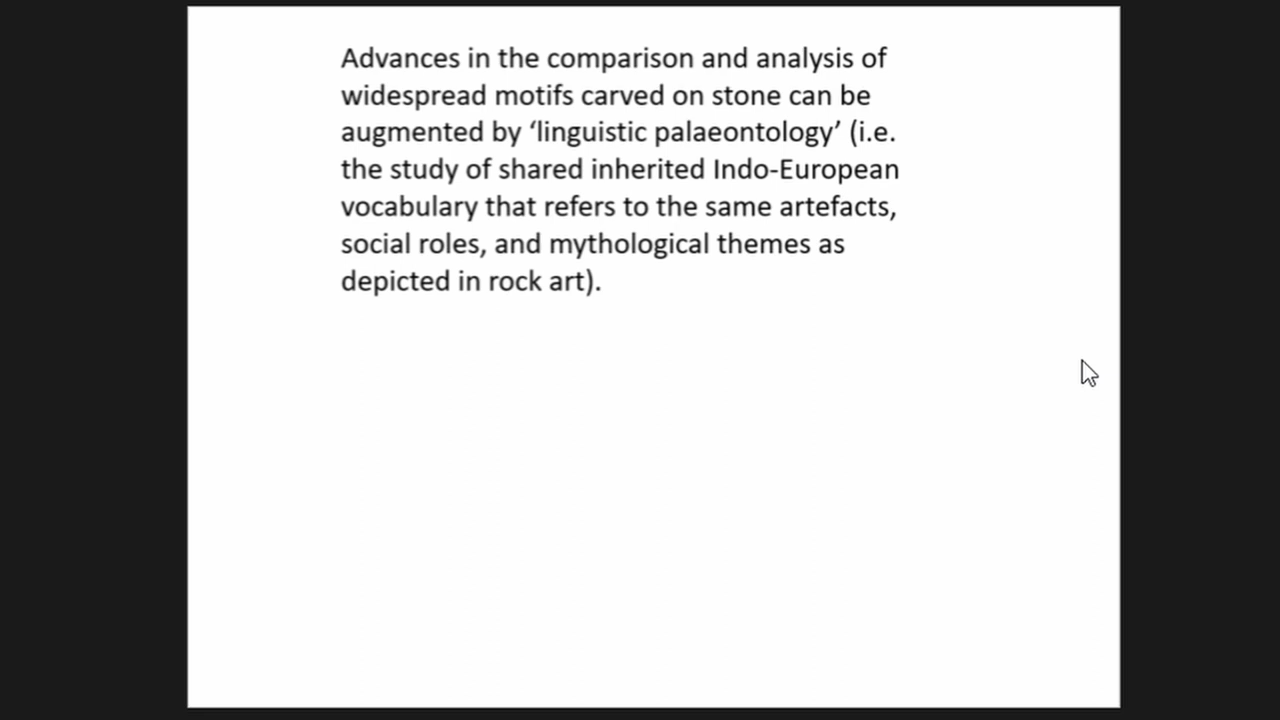 Advances in the comparison and analysis of
widespread motifs carved on stone can be
augmented by ‘linguistic palaeontology’ (i.e.
the study of shared inherited Indo-European
vocabulary that refers to the same artefacts,
social roles, and mythological themes as
depicted in rock art).